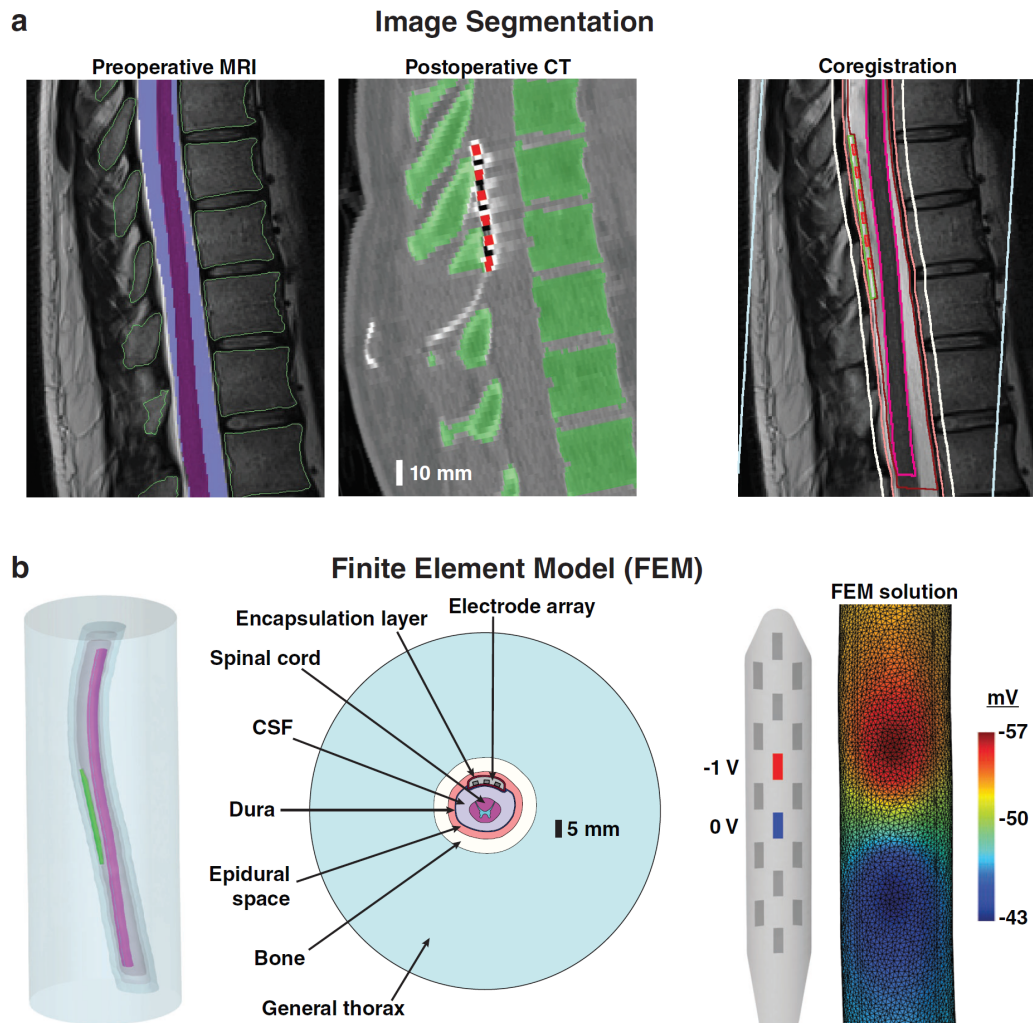 a
Image Segmentation
Preoperative MRI
Postoperative CT
Coregistration
10 mm
b
Finite Element Model (FEM)
Encapsulation layer
Electrode array
Spinal cord
CSF
Dura
Epidural
space
Bone
General thorax
5 mm
FEM solution
-1 V
0 V
mV
-57
-50
-43